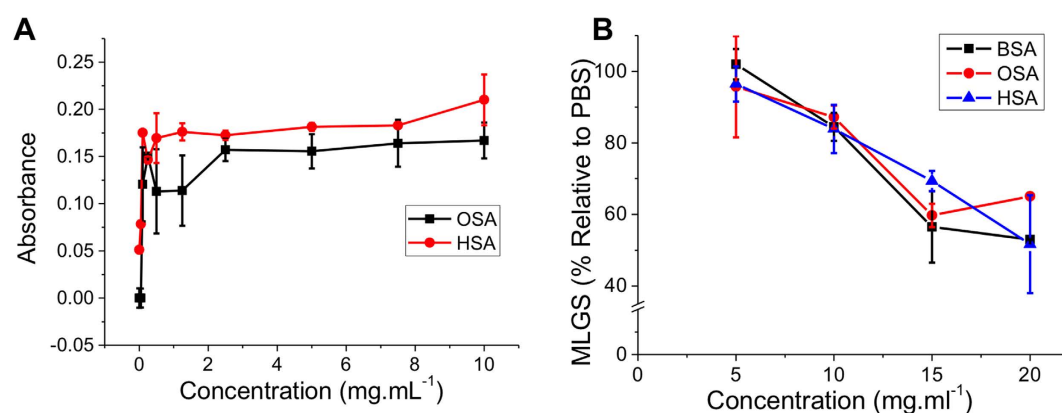 A
0.25
0.20
0.15
0.10
0.05
0.00
-0.05
Absorbance
OSA
HSA
0 2 4 6 8 10
Concentration (mg.mL⁻¹)
B
100
80
60
40
0
MLGS (% Relative to PBS)
BSA
OSA
HSA
0 5 10 15 20
Concentration (mg.ml⁻¹)